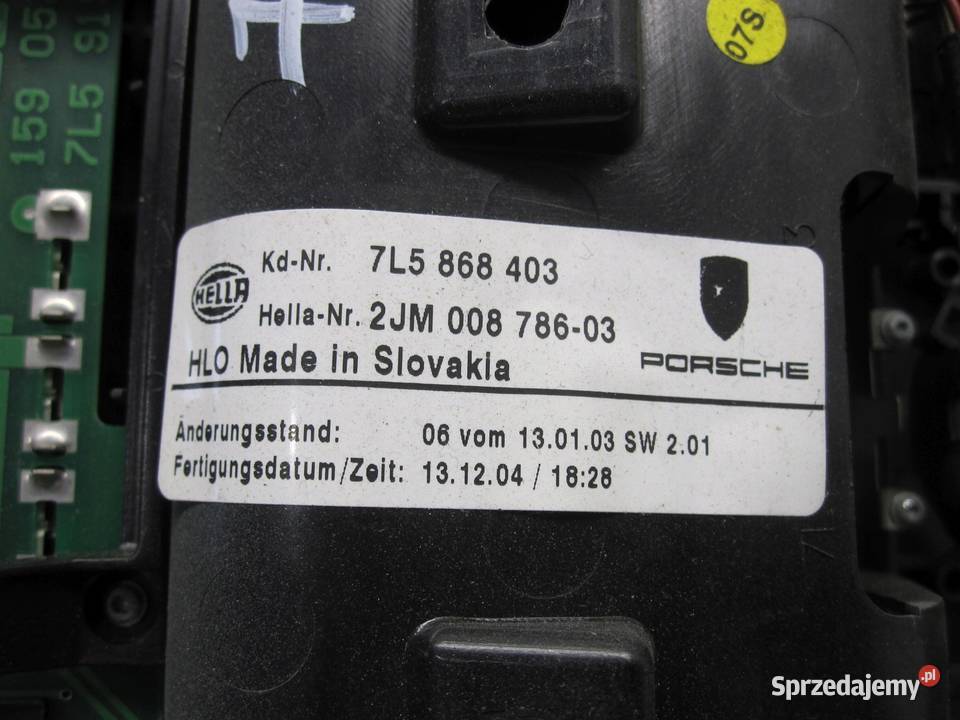 159 05
7L5 91
07S
HELLA
Kd-Nr. 7L5 868 403
Hella-Nr. 2JM 008 786-03
HLO Made in Slovakia
PORSCHE
Änderungsstand: 06 vom 13.01.03 SW 2.01
Fertigungsdatum/Zeit: 13.12.04 / 18:28
Sprzedajemy.pl